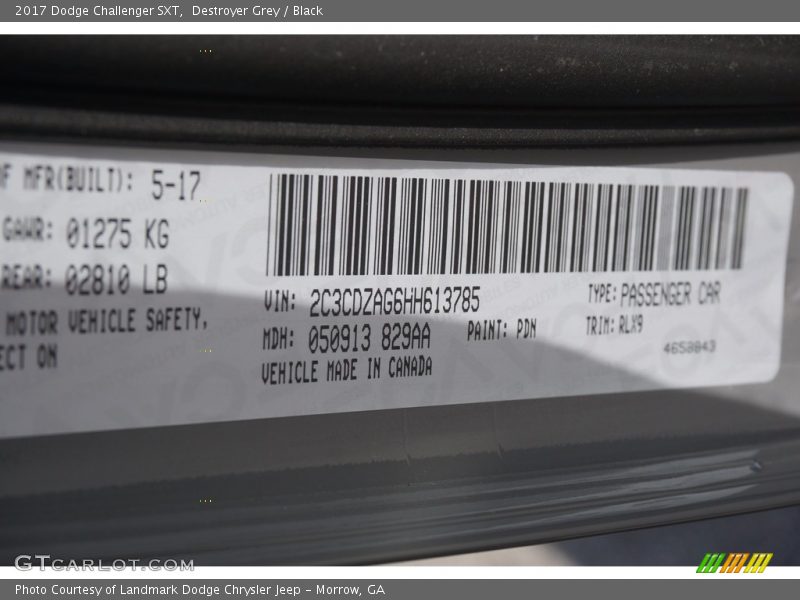 2017 Dodge Challenger SXT, Destroyer Grey / Black
OF MFR(BUILT): 5-17
GAWR: 01275 KG
REAR: 02810 LB
MOTOR VEHICLE SAFETY,
ECT ON
VIN: 2C3CDZAG6HH613785
TYPE: PASSENGER CAR
MDH: 050913 829AA
PAINT: PDN
TRIM: RLX9
VEHICLE MADE IN CANADA
4653843
GTcarlot.com
Photo Courtesy of Landmark Dodge Chrysler Jeep - Morrow, GA